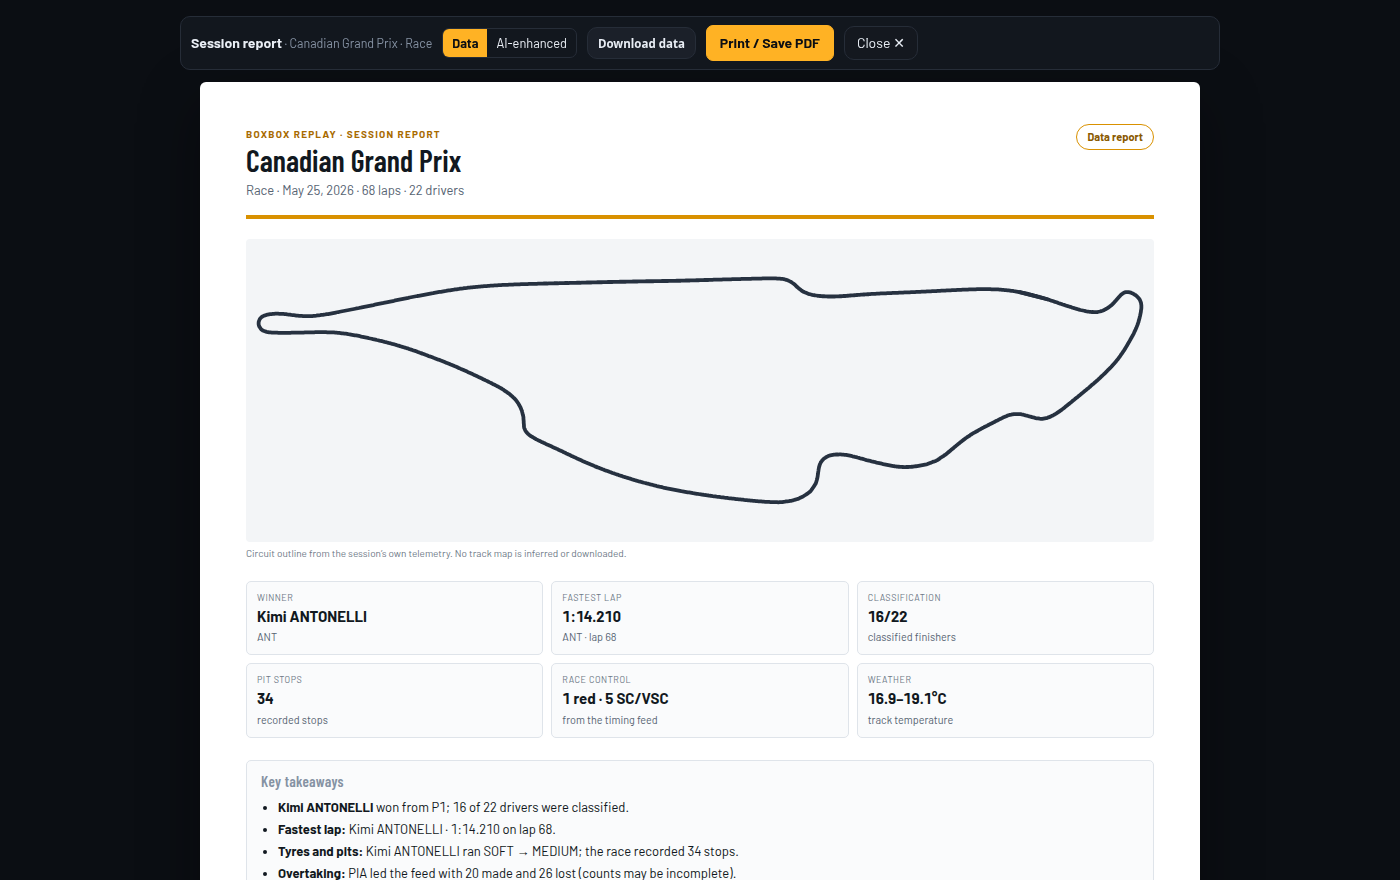 Session report · Canadian Grand Prix · Race
Data
AI-enhanced
Download data
Print / Save PDF
Close ✕
BOXBOX REPLAY · SESSION REPORT
Data report
Canadian Grand Prix
Race · May 25, 2026 · 68 laps · 22 drivers
Circuit outline from the session's own telemetry. No track map is inferred or downloaded.
WINNER
Kimi ANTONELLI
ANT
FASTEST LAP
1:14.210
ANT · lap 68
CLASSIFICATION
16/22
classified finishers
PIT STOPS
34
recorded stops
RACE CONTROL
1 red · 5 SC/VSC
from the timing feed
WEATHER
16.9–19.1°C
track temperature
Key takeaways
• Kimi ANTONELLI won from P1; 16 of 22 drivers were classified.
• Fastest lap: Kimi ANTONELLI · 1:14.210 on lap 68.
• Tyres and pits: Kimi ANTONELLI ran SOFT → MEDIUM; the race recorded 34 stops.
• Overtaking: PIA led the feed with 20 made and 26 lost (counts may be incomplete).